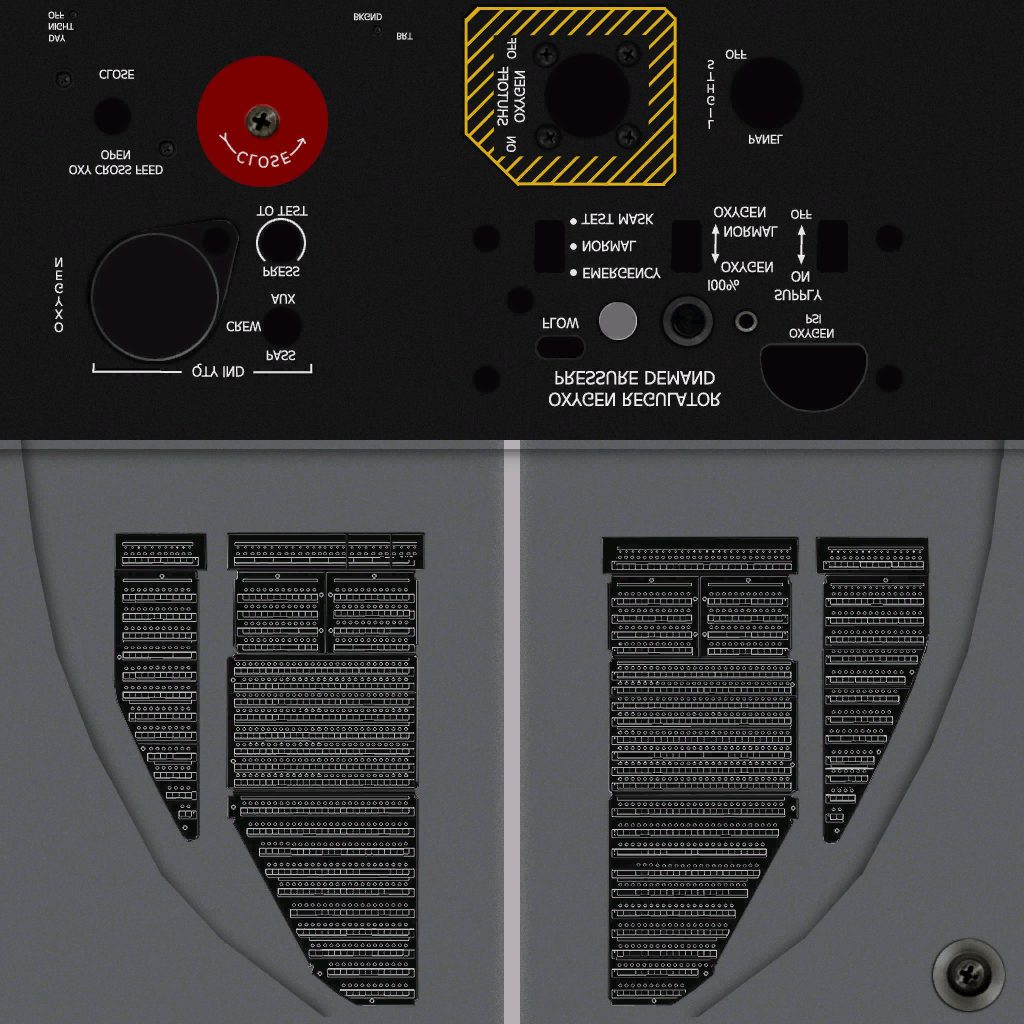 OFF
NIGHT
DAY
BKGND
BRT
CLOSE
OPEN
OXY CROSS FEED
CLOSE
ON OFF
SHUTOFF
OXYGEN
LIGHTS
OFF
PANEL
OXYGEN
TO TEST
PRESS
AUX
CREW
PASS
QTY IND
TEST MASK
NORMAL
EMERGENCY
OXYGEN
NORMAL
OXYGEN
100%
OFF
ON
SUPPLY
FLOW
PSI
OXYGEN
PRESSURE DEMAND
OXYGEN REGULATOR